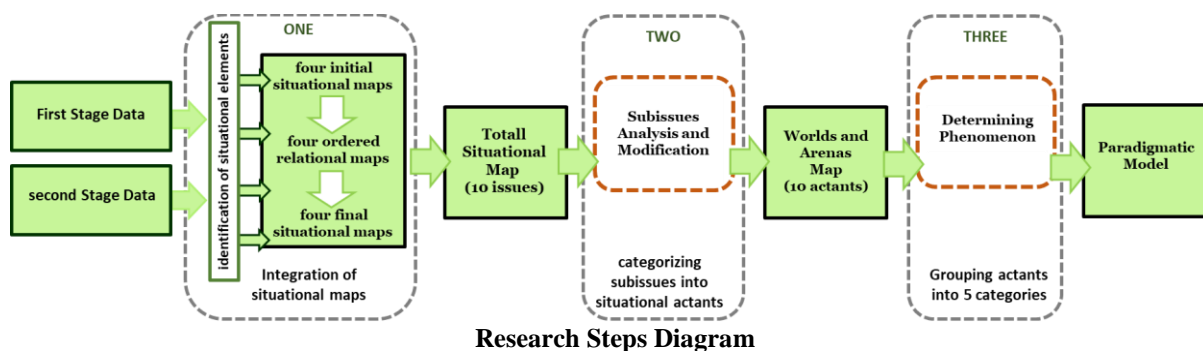 ONE
TWO
THREE
First Stage Data
second Stage Data
identification of situational elements
four initial
situational maps
four ordered
relational maps
four final
situational maps
Integration of
situational maps
Totall
Situational
Map
(10 issues)
Subissues
Analysis and
Modification
categorizing
subissues into
situational actants
Worlds and
Arenas
Map
(10 actants)
Determining
Phenomenon
Grouping actants
into 5 categories
Paradigmatic
Model
Research Steps Diagram